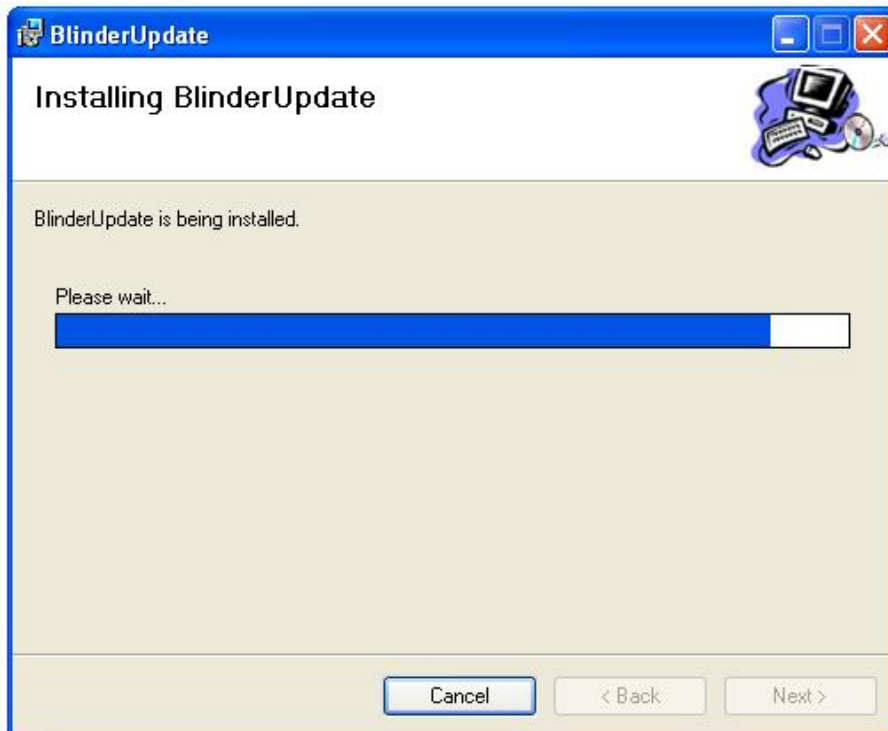 BlinderUpdate
Installing BlinderUpdate
BlinderUpdate is being installed.
Please wait...
Cancel < Back Next >